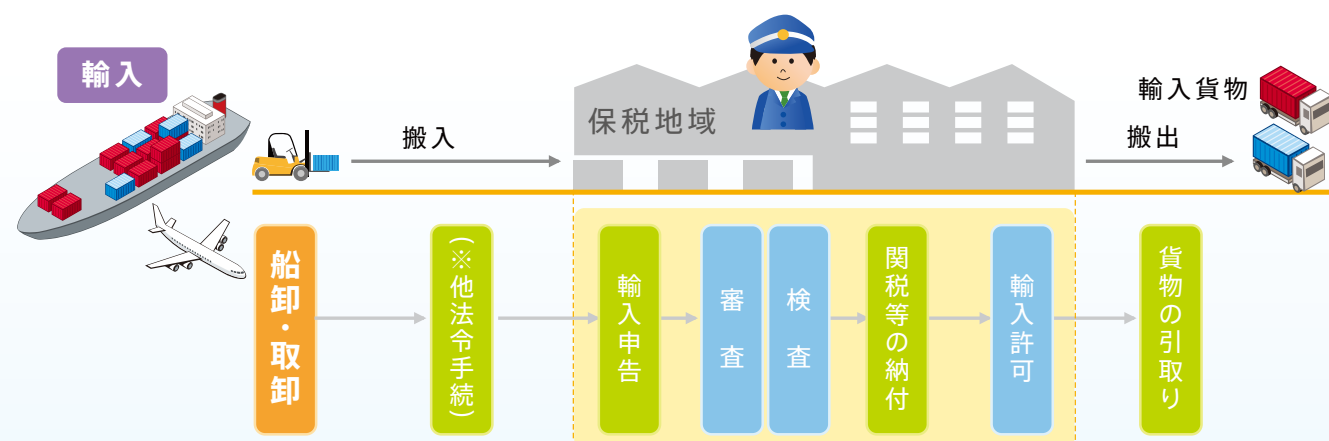 輸入
搬入
保税地域
輸入貨物
搬出
船卸・取卸
(※他法令手続)
輸入申告
審査
検査
関税等の納付
輸入許可
貨物の引取り